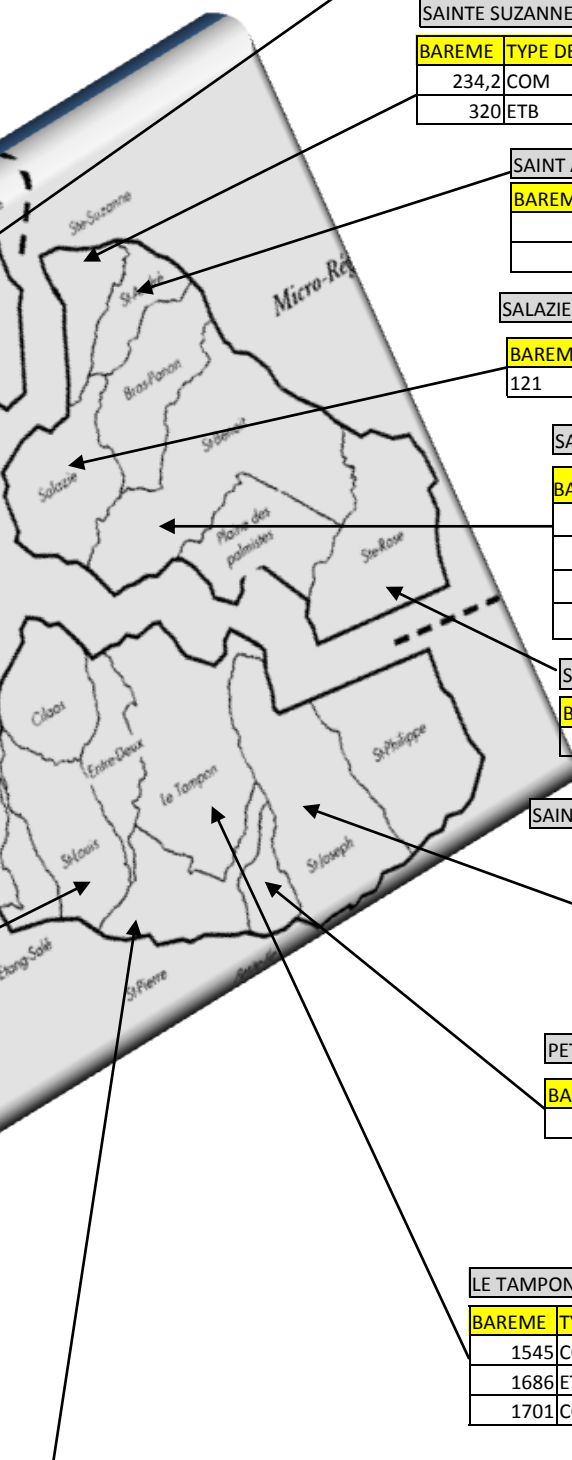 SAINTE SUZANNE
BAREME TYPE DE
234,2 COM
320 ETB
SAINT
BAREM
SALAZIE
BAREM
121
SA
BA
S
B
SAIN
PET
BA
LE TAMPON
BAREME TY
1545 C
1686 E
1701 C
Ste-Suzanne
St-André
Micro-Rég
Bras-Panon
St-Benoit
Salazie
Plaine des
palmistes
Ste-Rose
Cilaos
Entre-Deux
le Tampon
St-Philippe
St-Louis
St-Joseph
Etang-Salé
St-Pierre